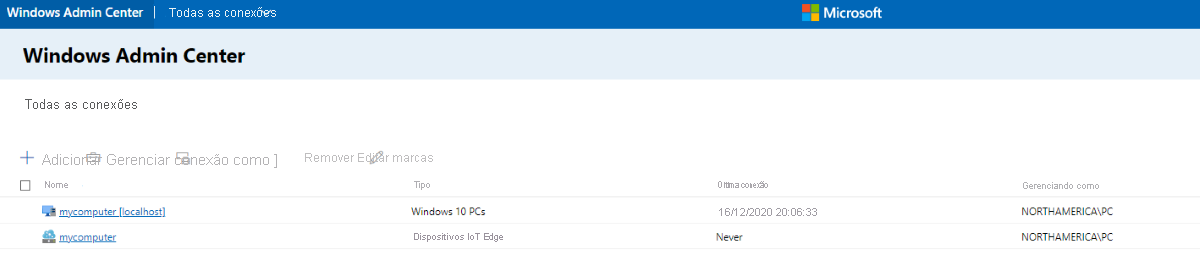 Windows Admin Center | Todas as conexões Microsoft
Windows Admin Center
Todas as conexões
Adicionar Gerenciar conexão como ] Remover Editar marcas
Nome Tipo Última conexão Gerenciando como
mycomputer [localhost] Windows 10 PCs 16/12/2020 20:06:33 NORTHAMERICA\PC
mycomputer Dispositivos IoT Edge Never NORTHAMERICA\PC